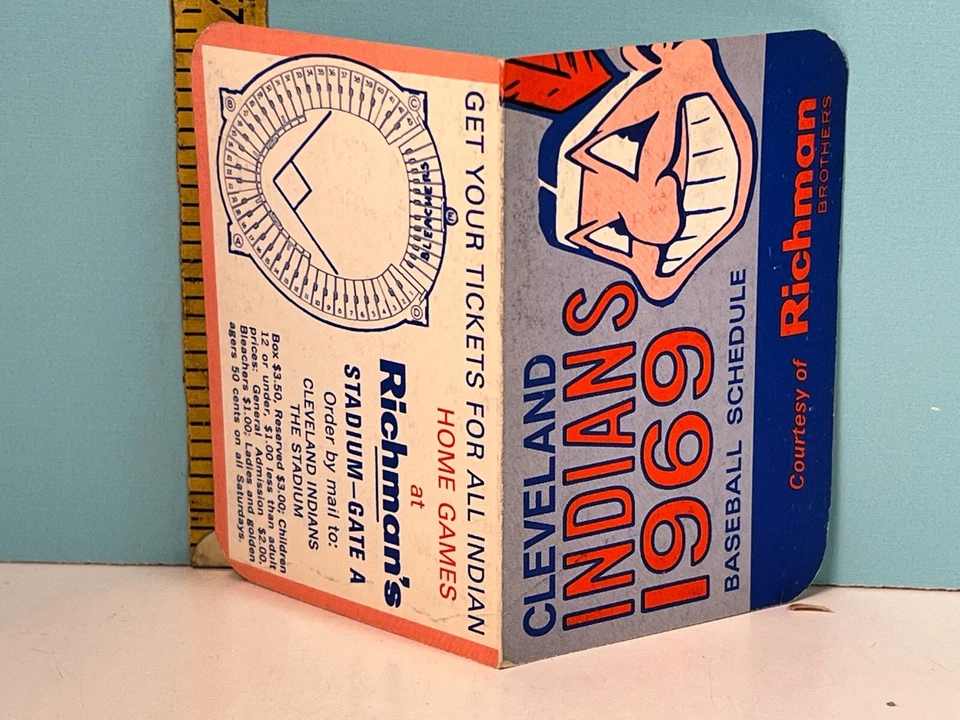 GET YOUR TICKETS FOR ALL INDIAN
HOME GAMES
at
Richman's
STADIUM—GATE A
Order by mail to:
CLEVELAND INDIANS
THE STADIUM
Box $3.50, Reserved $3.00; Children
12 or under, $1.00 less than adult
prices: General Admission $2.00,
Bleachers $1.00; Ladies and golden
agers 50 cents on all Saturdays.
BLEACHERS
CLEVELAND
INDIANS
1969
BASEBALL SCHEDULE
Courtesy of Richman
BROTHERS